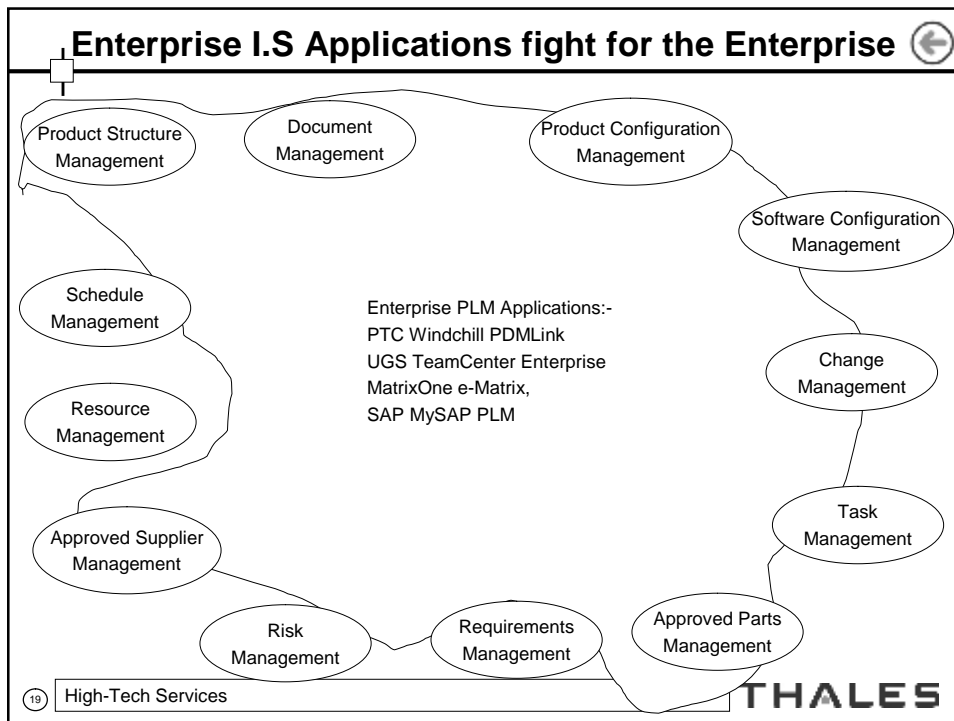 Enterprise I.S Applications fight for the Enterprise
Product Structure
Management
Document
Management
Product Configuration
Management
Software Configuration
Management
Schedule
Management
Enterprise PLM Applications:-
PTC Windchill PDMLink
UGS TeamCenter Enterprise
MatrixOne e-Matrix,
SAP MySAP PLM
Change
Management
Resource
Management
Task
Management
Approved Supplier
Management
Risk
Management
Requirements
Management
Approved Parts
Management
19
High-Tech Services
THALES